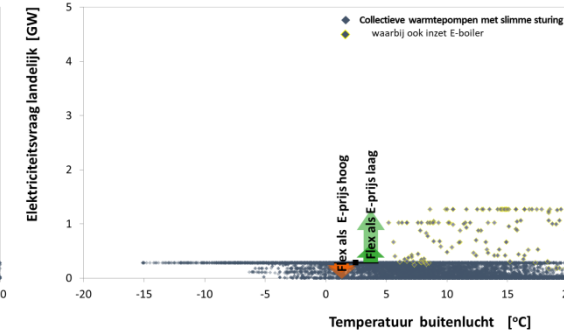 Elektriciteitsvraag landelijk [GW]
5
4
3
2
1
0
Collectieve warmtepompen met slimme sturing
waarbij ook inzet E-boiler
Flex als E-prijs hoog
Flex als E-prijs laag
0
-20
-15
-10
-5
0
5
10
15
2
Temperatuur buitenlucht [°C]